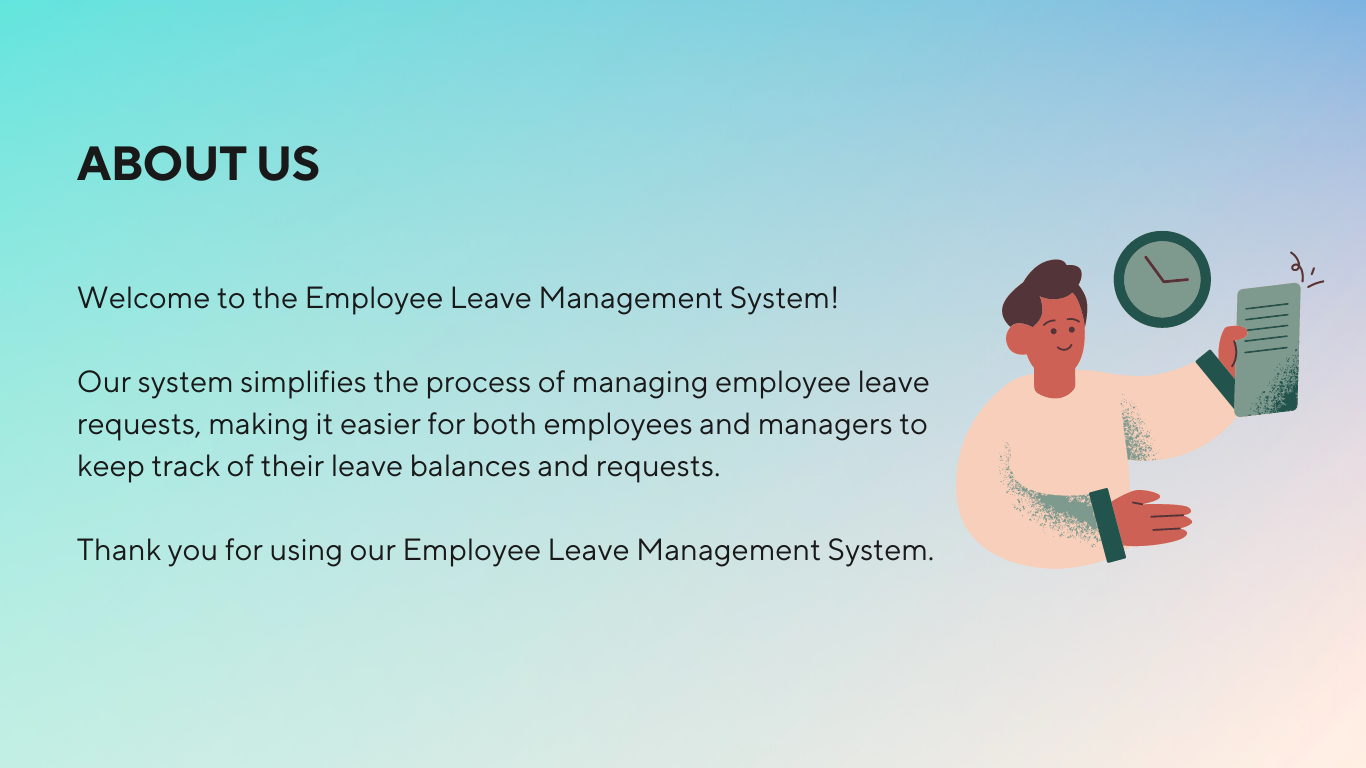 ABOUT US
Welcome to the Employee Leave Management System!
Our system simplifies the process of managing employee leave
requests, making it easier for both employees and managers to
keep track of their leave balances and requests.
Thank you for using our Employee Leave Management System.